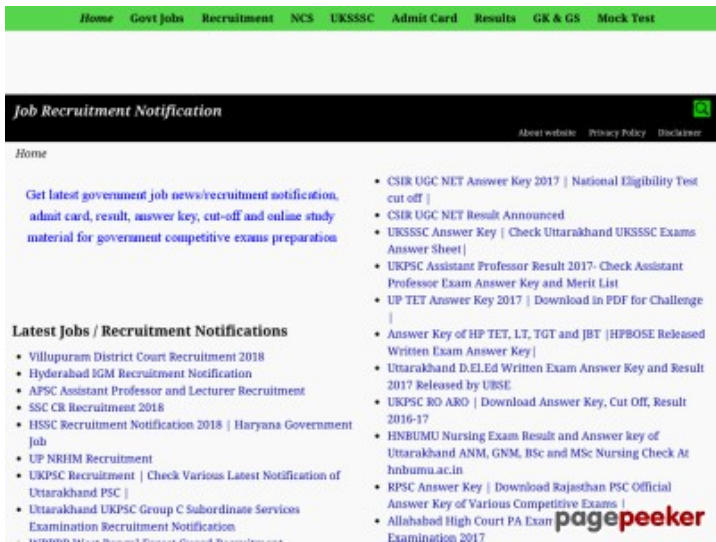 Home Govt Jobs Recruitment NCS UKSSSC Admit Card Results GK & GS Mock Test
Job Recruitment Notification
About website Privacy Policy Disclaimer
Home
Get latest government job news/recruitment notification,
admit card, result, answer key, cut-off and online study
material for government competitive exams preparation
Latest Jobs / Recruitment Notifications
Villupuram District Court Recruitment 2018
Hyderabad IGM Recruitment Notification
APSC Assistant Professor and Lecturer Recruitment
SSC CR Recruitment 2018
HSSC Recruitment Notification 2018 | Haryana Government
Job
UP NRHM Recruitment
UKPSC Recruitment | Check Various Latest Notification of
Uttarakhand PSC |
Uttarakhand UKPSC Group C Subordinate Services
Examination Recruitment Notification
CSIR UGC NET Answer Key 2017 | National Eligibility Test
cut off |
CSIR UGC NET Result Announced
UKSSSC Answer Key | Check Uttarakhand UKSSSC Exams
Answer Sheet|
UKPSC Assistant Professor Result 2017- Check Assistant
Professor Exam Answer Key and Merit List
UP TET Answer Key 2017 | Download in PDF for Challenge
|
Answer Key of HP TET, LT, TGT and JBT |HPBOSE Released
Written Exam Answer Key|
Uttarakhand D.El.Ed Written Exam Answer Key and Result
2017 Released by UBSE
UKPSC RO ARO | Download Answer Key, Cut Off, Result
2016-17
HNBUMU Nursing Exam Result and Answer key of
Uttarakhand ANM, GNM, BSc and MSc Nursing Check At
hnbumu.ac.in
RPSC Answer Key | Download Rajasthan PSC Official
Answer Key of Various Competitive Exams |
Allahabad High Court PA Exam
Examination 2017
pagepeeker